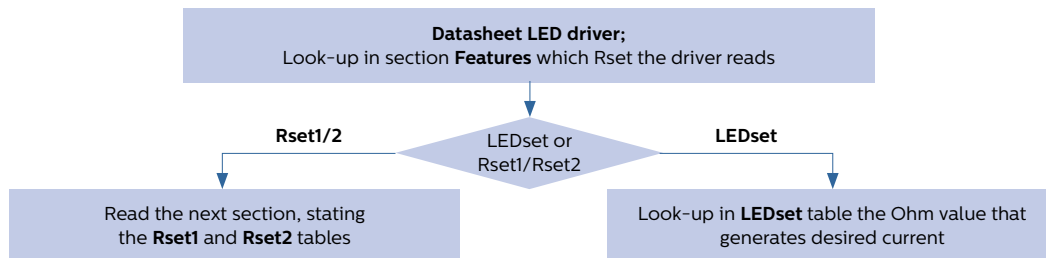 Datasheet LED driver;
Look-up in section Features which Rset the driver reads
Rset1/2
LEDset or
Rset1/Rset2
LEDset
Read the next section, stating
the Rset1 and Rset2 tables
Look-up in LEDset table the Ohm value that
generates desired current